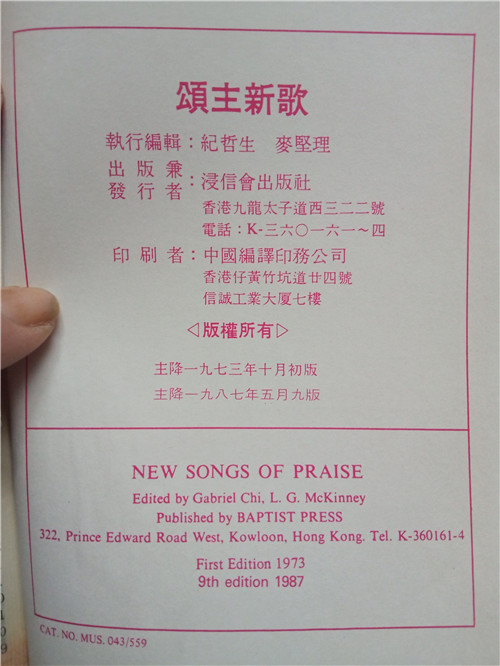 頌主新歌
執行編輯：紀哲生　麥堅理
出版兼
發行者：浸信會出版社
香港九龍太子道西三二二號
電話：K-三六〇一六一～四
印刷者：中國編譯印務公司
香港仔黃竹坑道廿四號
信誠工業大厦七樓
◁版權所有▷
主降一九七三年十月初版
主降一九八七年五月九版
NEW SONGS OF PRAISE
Edited by Gabriel Chi, L. G. McKinney
Published by BAPTIST PRESS
322, Prince Edward Road West, Kowloon, Hong Kong. Tel. K-360161-4
First Edition 1973
9th edition 1987
CAT. NO. MUS. 043/559